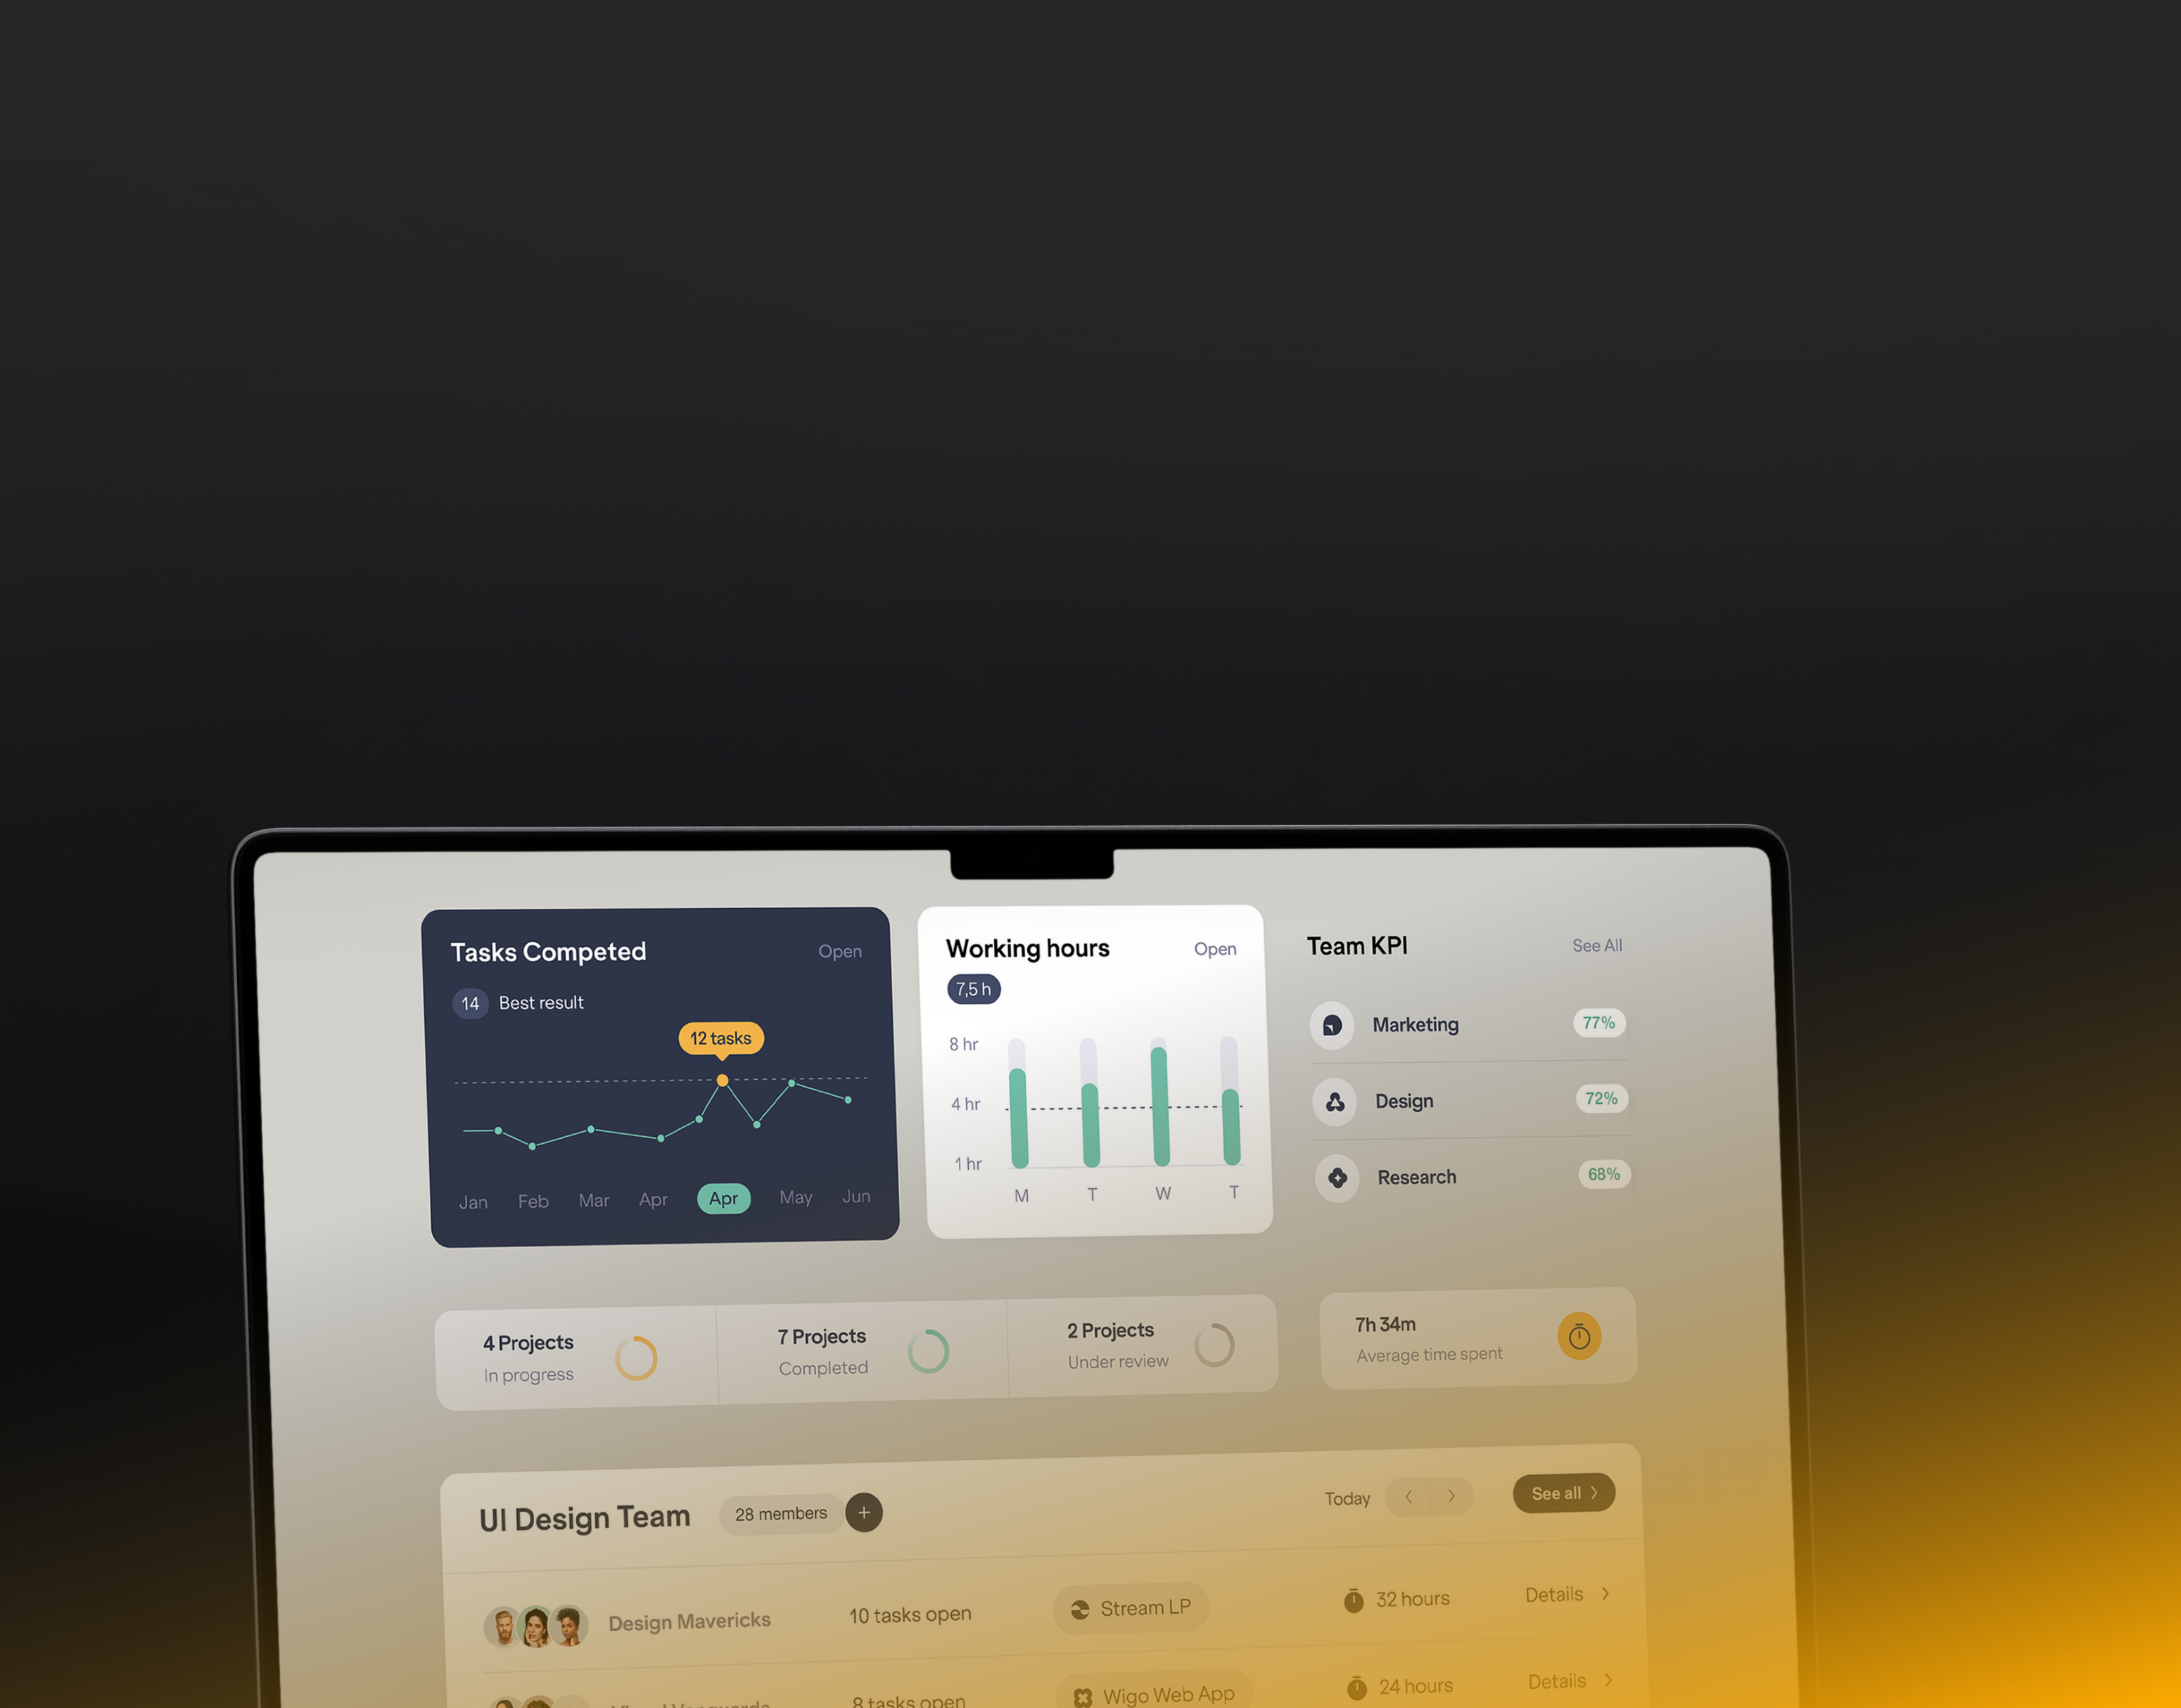 Tasks Competed
Open
14 Best result
12 tasks
Jan Feb Mar Apr Apr May Jun
Working hours
Open
7,5 h
8 hr
4 hr
1 hr
M T W T
Team KPI
See All
Marketing 77%
Design 72%
Research 68%
4 Projects
In progress
7 Projects
Completed
2 Projects
Under review
7h 34m
Average time spent
UI Design Team
28 members
+
Today
See all
Design Mavericks 10 tasks open Stream LP 32 hours Details
8 tasks open Wigo Web App 24 hours Details